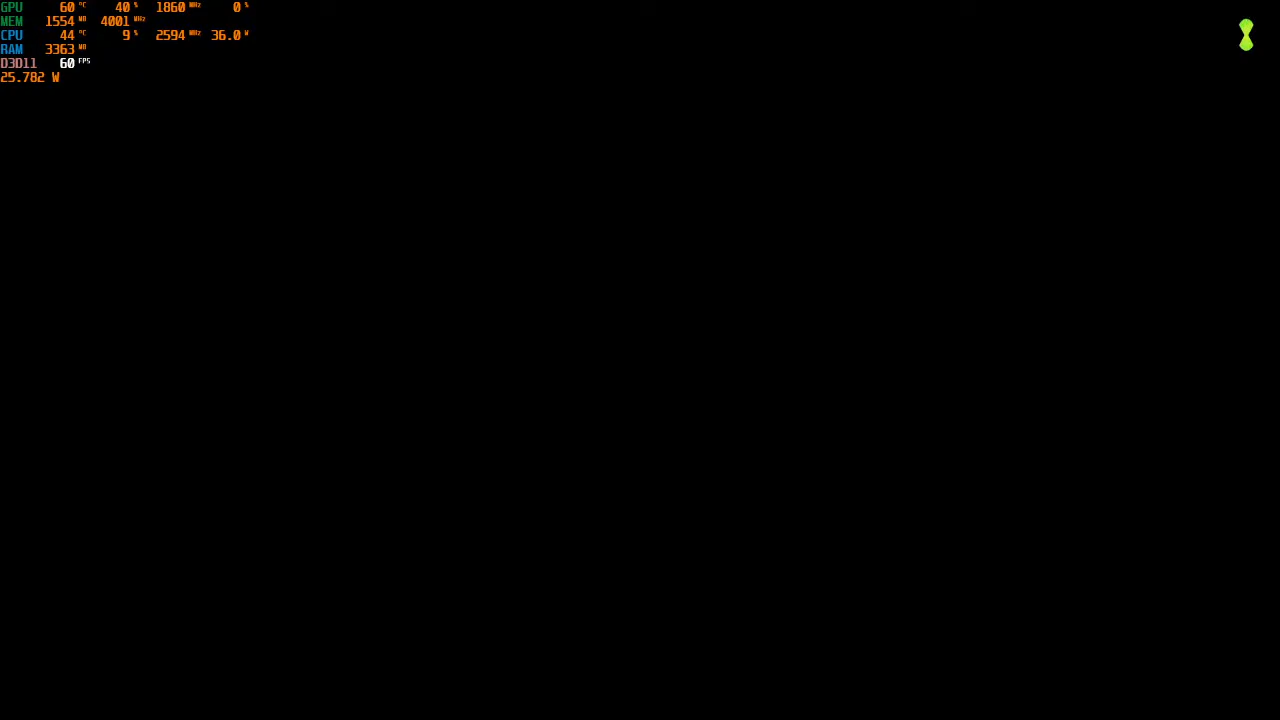 GPU 60 °C 40 % 1860 MHz 0 %
MEM 1554 MB 4001 MHz
CPU 44 °C 9 % 2594 MHz 36.0 W
RAM 3363 MB
D3D11 60 FPS
25.782 W